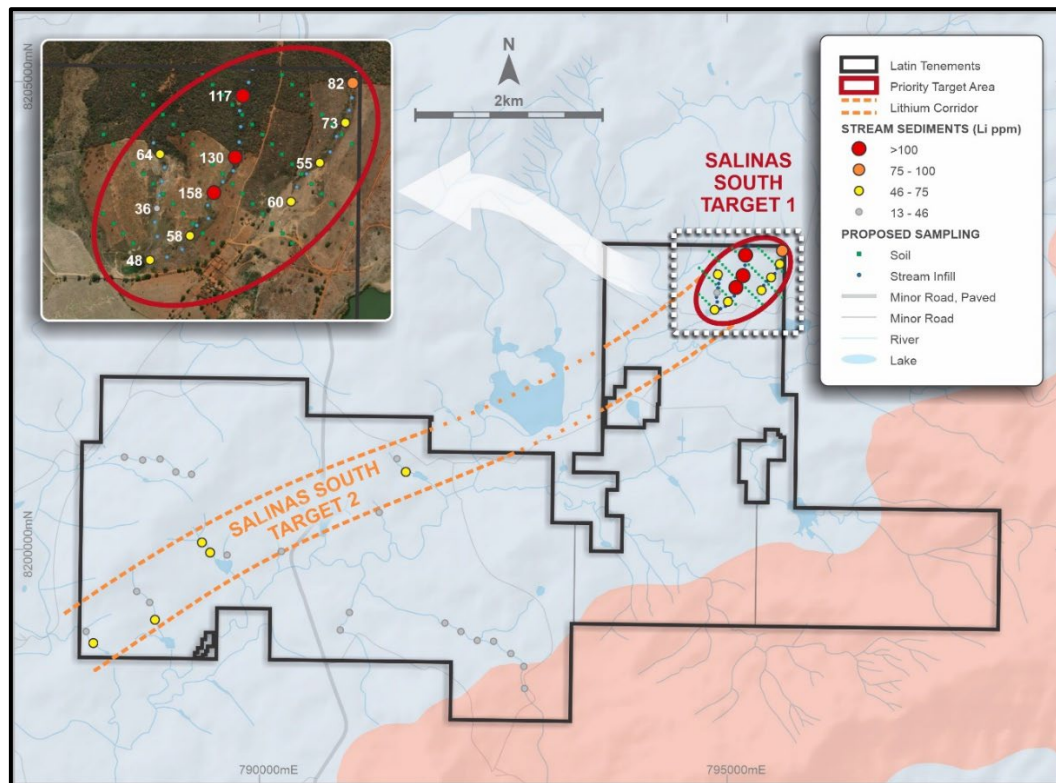 8205000mN
8200000mN
790000mE
795000mE
N
2km
117
82
73
64
130
55
158
36
60
58
48
SALINAS
SOUTH
TARGET 1
SALINAS SOUTH
TARGET 2
Latin Tenements
Priority Target Area
Lithium Corridor
STREAM SEDIMENTS (Li ppm)
>100
75 - 100
46 - 75
13 - 46
PROPOSED SAMPLING
Soil
Stream Infill
Minor Road, Paved
Minor Road
River
Lake